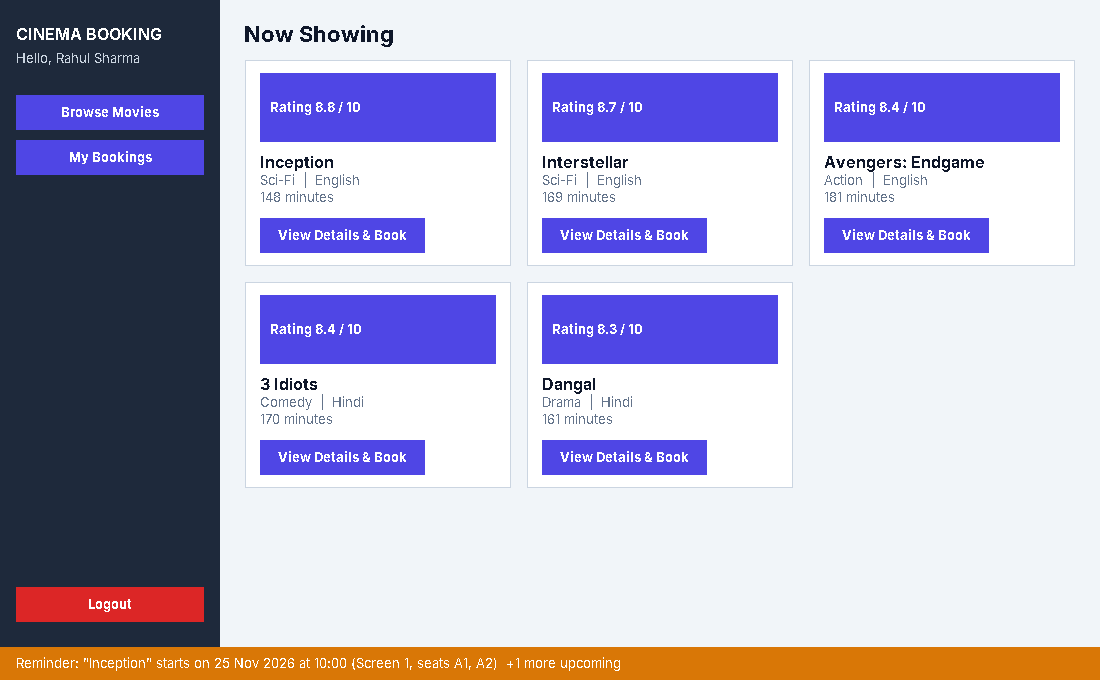 CINEMA BOOKING
Hello, Rahul Sharma
Browse Movies
My Bookings
Logout
Now Showing
Rating 8.8 / 10
Inception
Sci-Fi | English
148 minutes
View Details & Book
Rating 8.7 / 10
Interstellar
Sci-Fi | English
169 minutes
View Details & Book
Rating 8.4 / 10
Avengers: Endgame
Action | English
181 minutes
View Details & Book
Rating 8.4 / 10
3 Idiots
Comedy | Hindi
170 minutes
View Details & Book
Rating 8.3 / 10
Dangal
Drama | Hindi
161 minutes
View Details & Book
Reminder: "Inception" starts on 25 Nov 2026 at 10:00 (Screen 1, seats A1, A2) +1 more upcoming